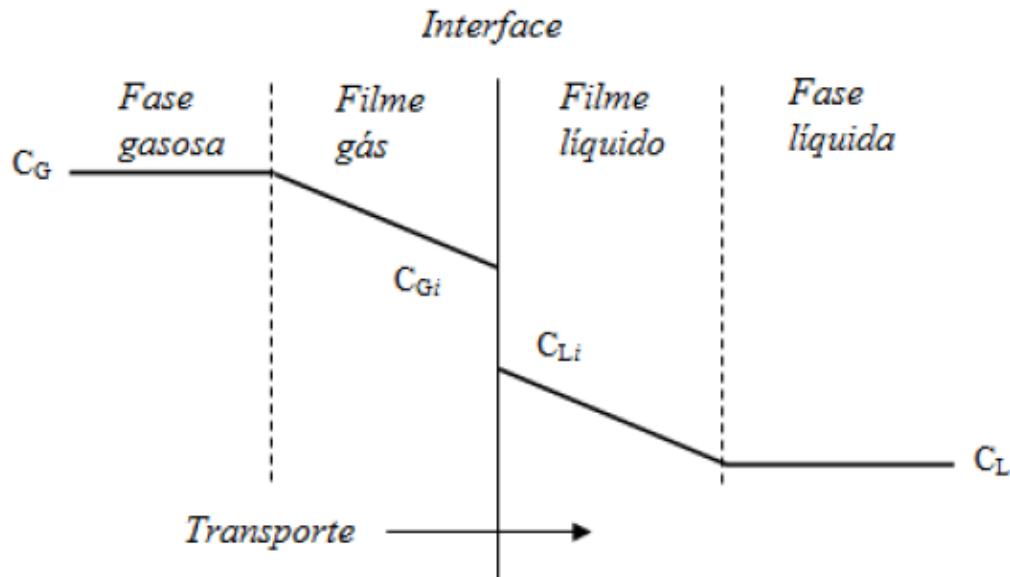 Interface
Fase
gasosa
Filme
gás
Filme
líquido
Fase
líquida
C_G
C_Gi
C_Li
C_L
Transporte